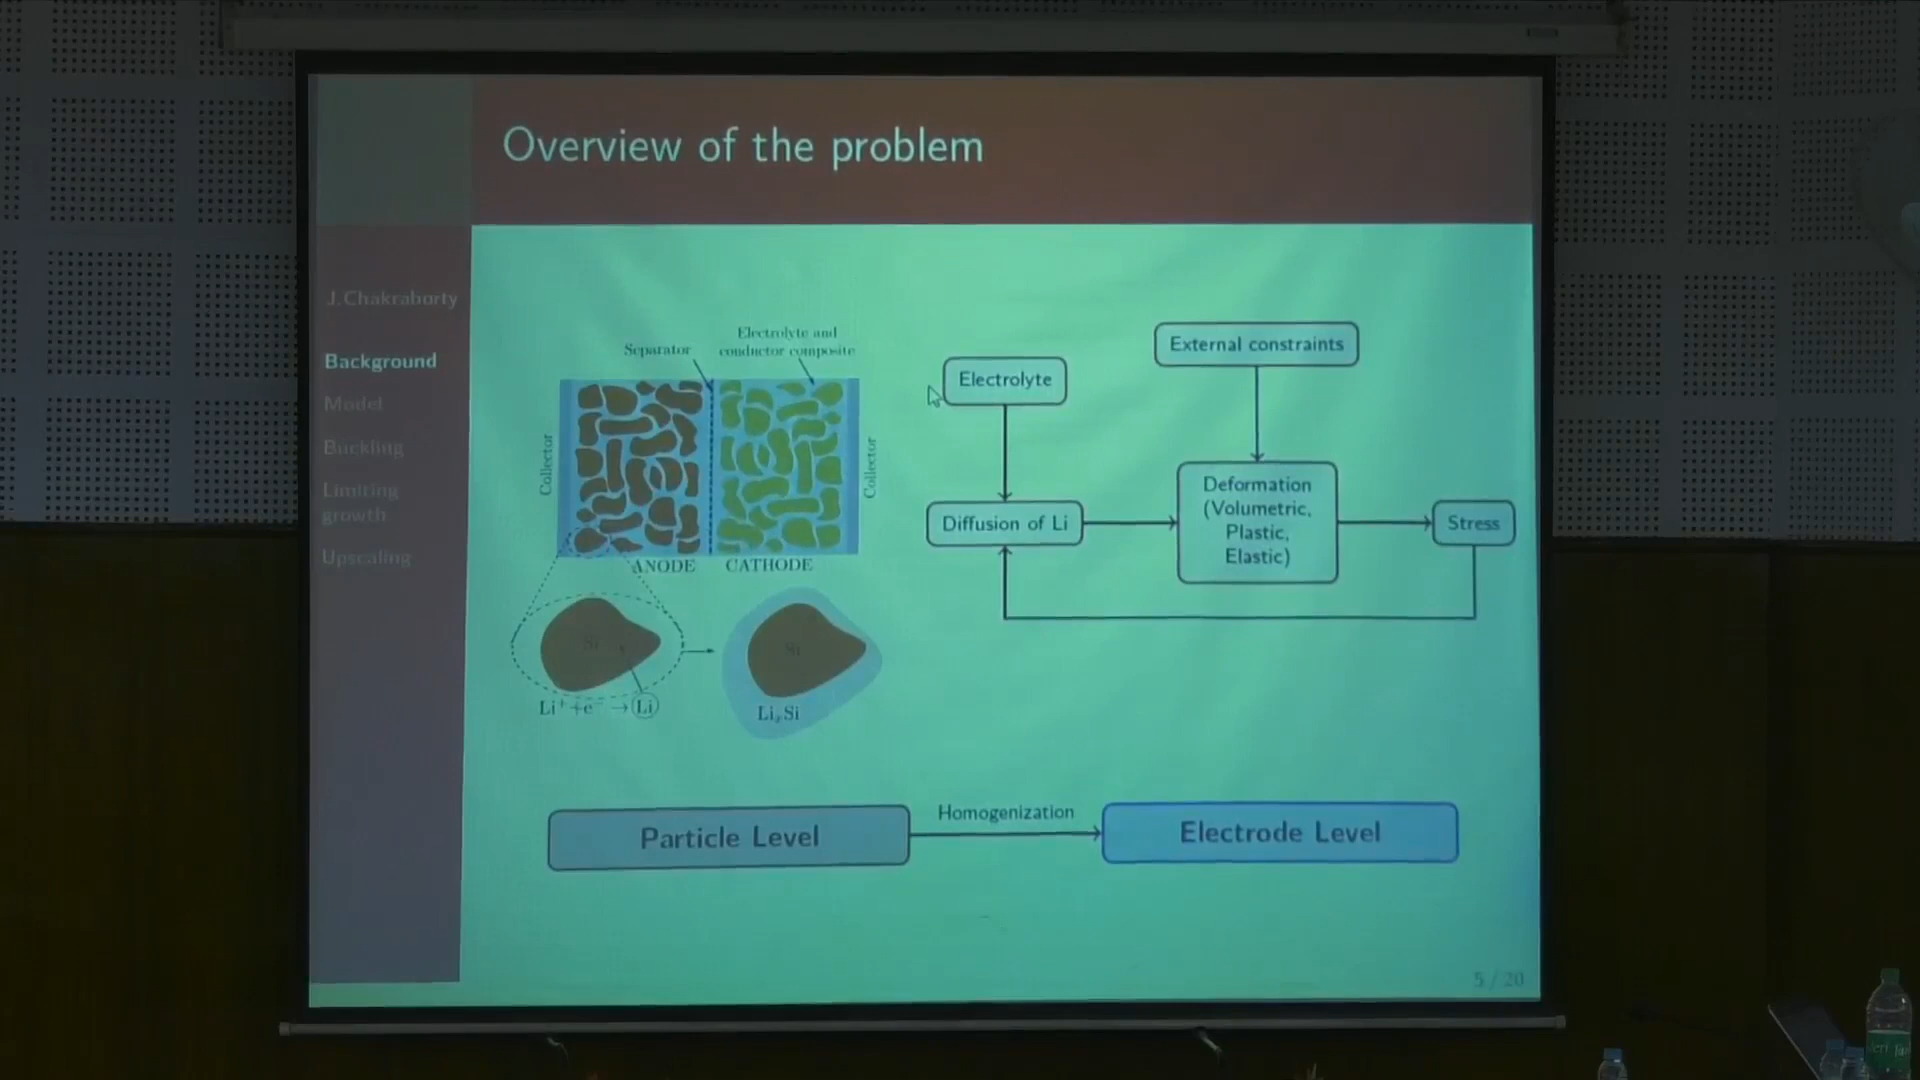 Overview of the problem
J.Chakraborty
Background
Model
Buckling
Limiting
growth
Upscaling
Separator
Electrolyte and
conductor composite
Collector
Collector
ANODE
CATHODE
Si
Li⁺+e⁻ → Li
Si
LiₓSi
Electrolyte
External constraints
Diffusion of Li
Deformation
(Volumetric,
Plastic,
Elastic)
Stress
Particle Level
Homogenization
Electrode Level
5 / 20